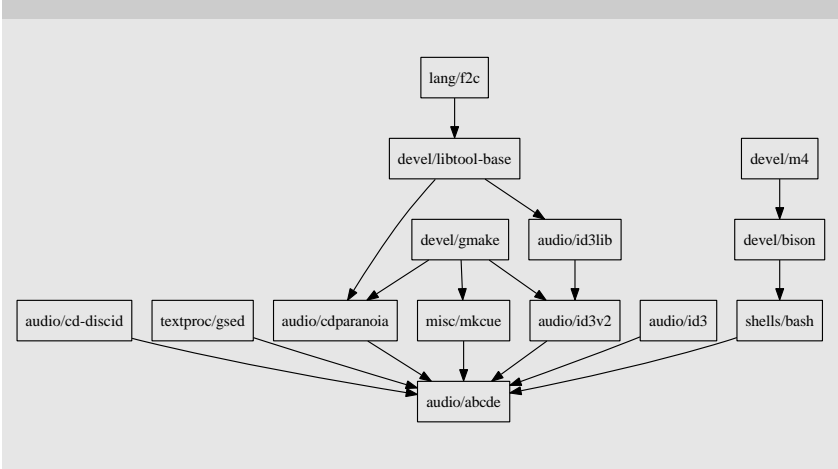 lang/f2c
devel/libtool-base
devel/m4
devel/gmake
audio/id3lib
devel/bison
audio/cd-discid
textproc/gsed
audio/cdparanoia
misc/mkcue
audio/id3v2
audio/id3
shells/bash
audio/abcde